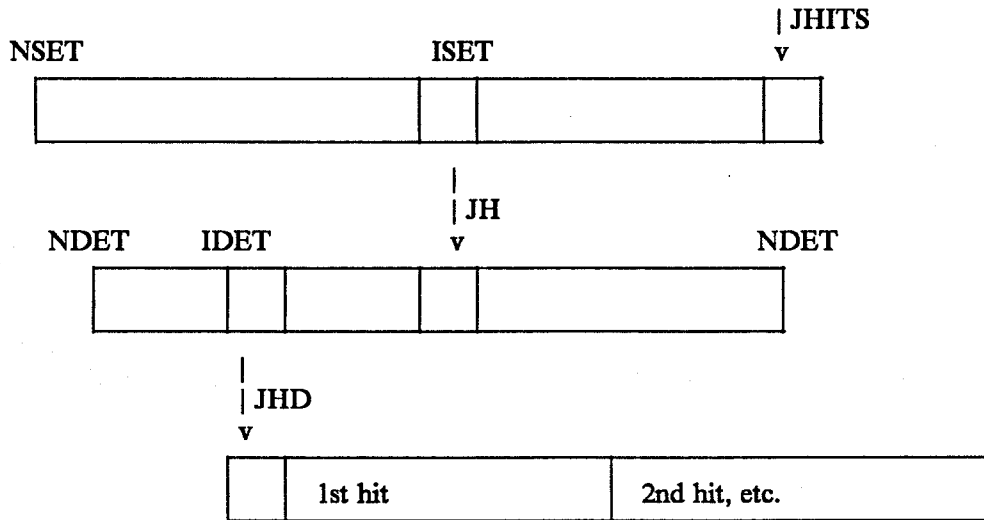 | JHITS
NSET ISET v
|
| JH
NDET IDET v NDET
|
| JHD
v
1st hit 2nd hit, etc.